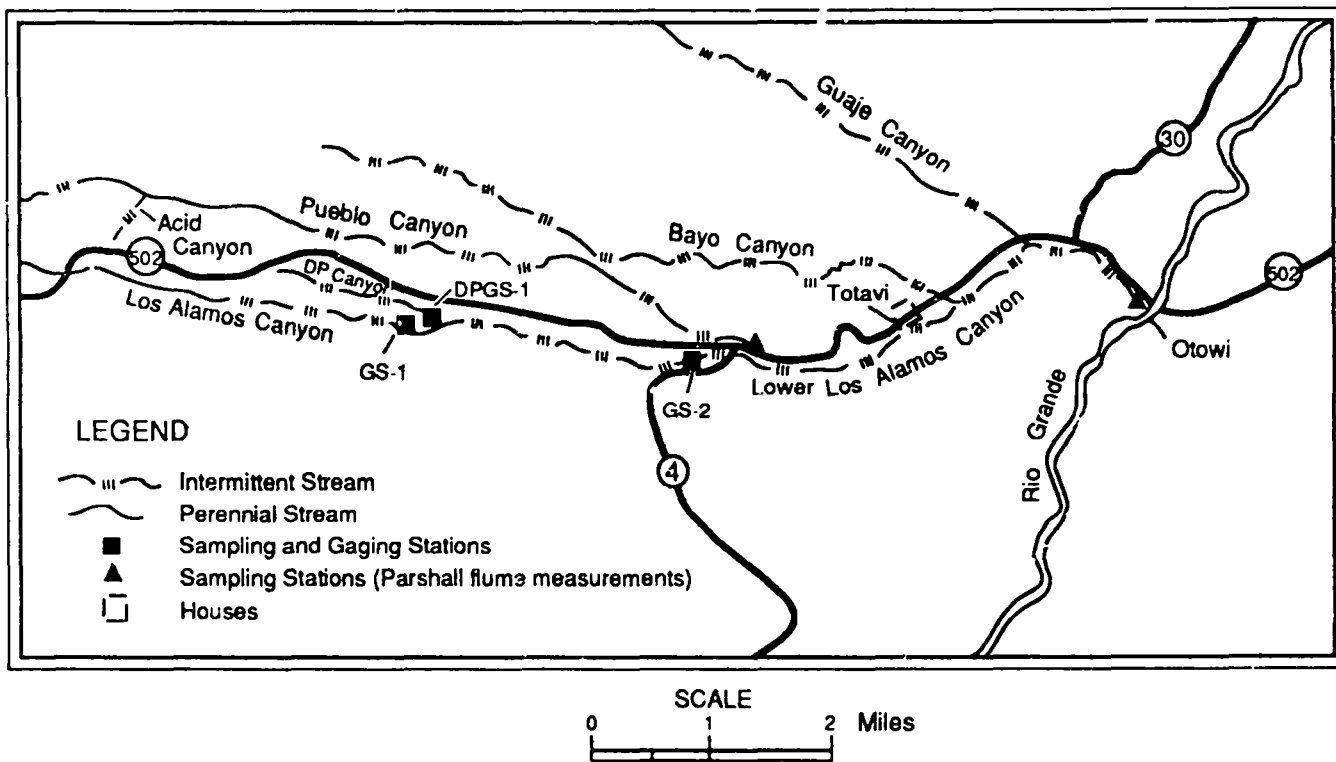 Guaje Canyon
30
Pueblo Canyon
Bayo Canyon
Acid
Canyon
502
DP Canyon
DPGS-1
Totavi
502
Los Alamos Canyon
GS-1
GS-2
Lower Los Alamos Canyon
Otowi
Rio Grande
4
LEGEND
Intermittent Stream
Perennial Stream
Sampling and Gaging Stations
Sampling Stations (Parshall flume measurements)
Houses
SCALE
0 1 2 Miles